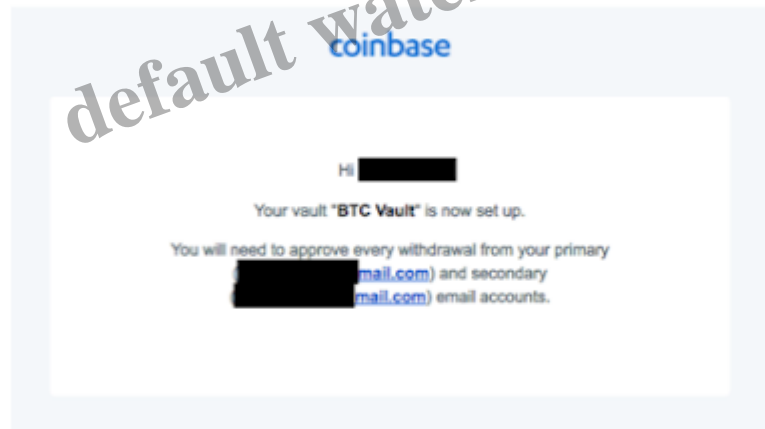 default
coinbase
Hi
Your vault "BTC Vault" is now set up.
You will need to approve every withdrawal from your primary
(mail.com) and secondary
(mail.com) email accounts.